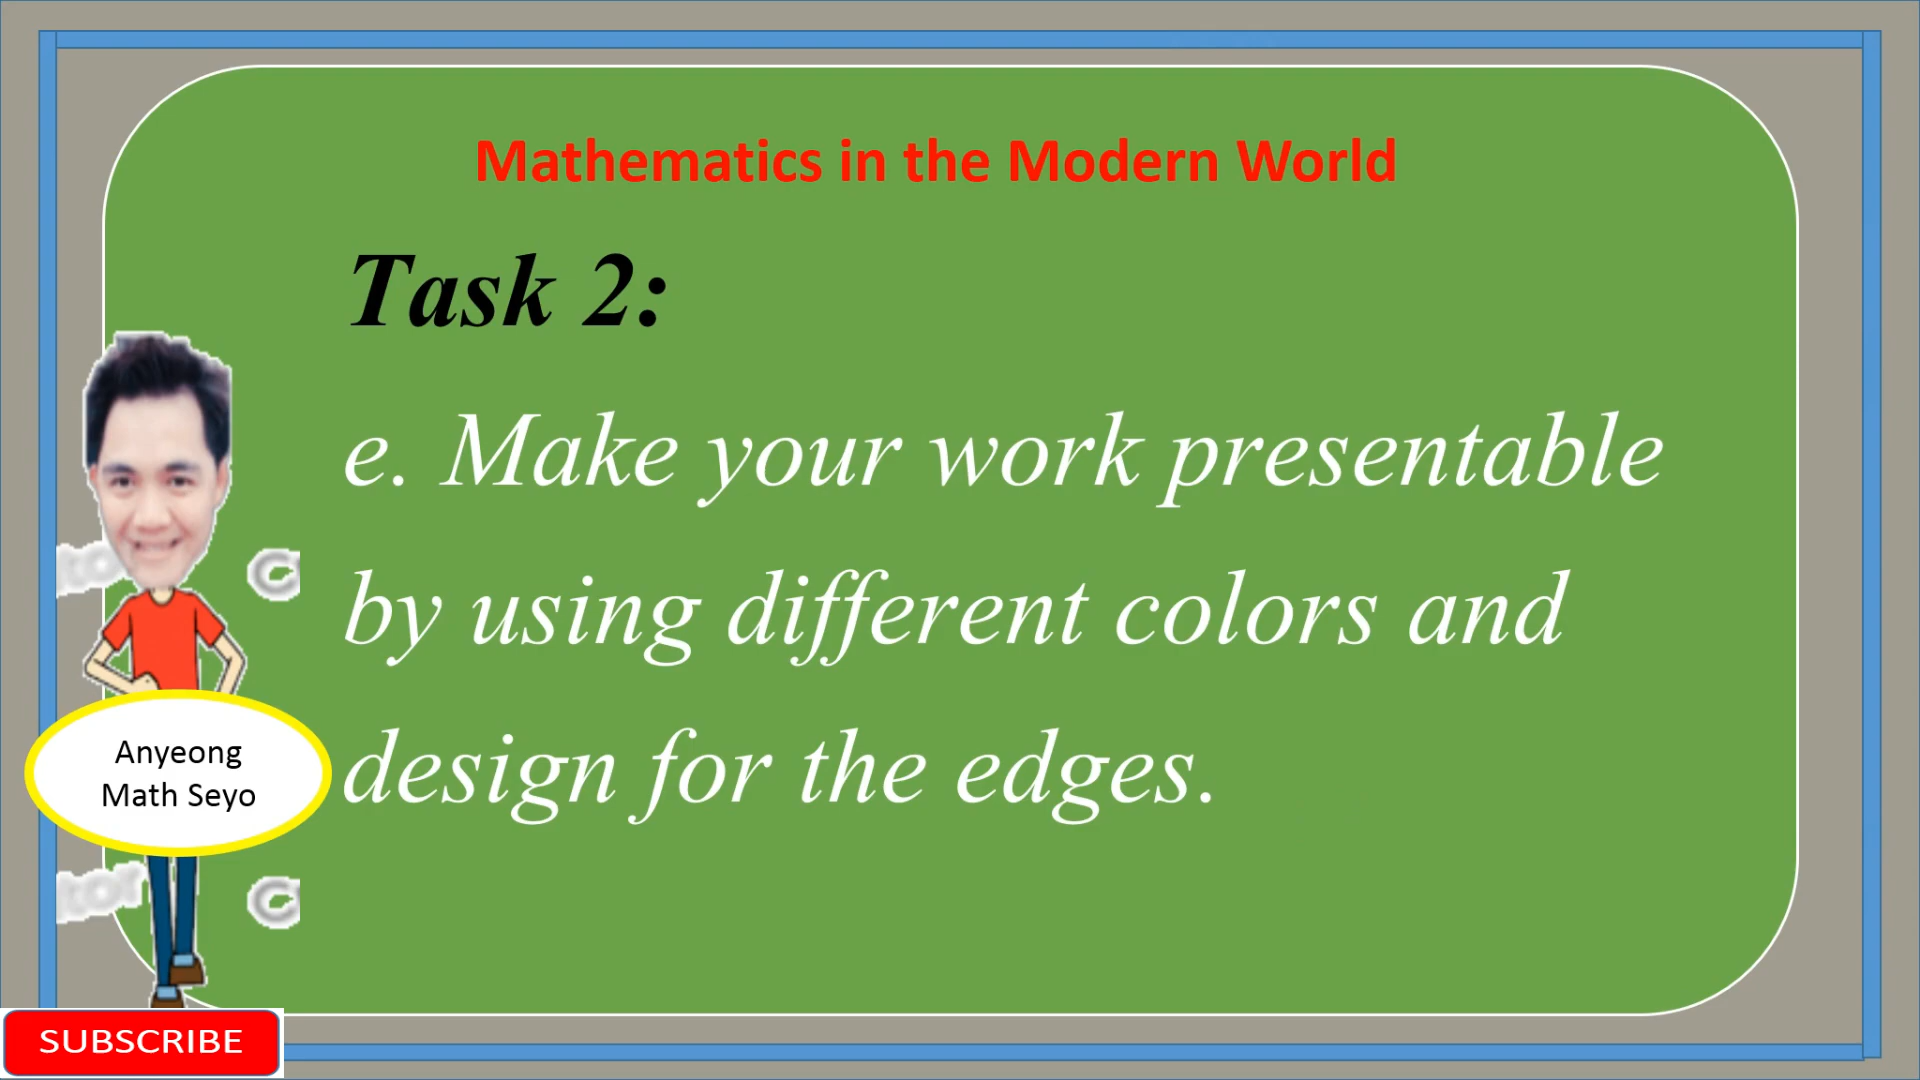 Mathematics in the Modern World
Task 2:
e. Make your work presentable
by using different colors and
design for the edges.
Anyeong
Math Seyo
SUBSCRIBE